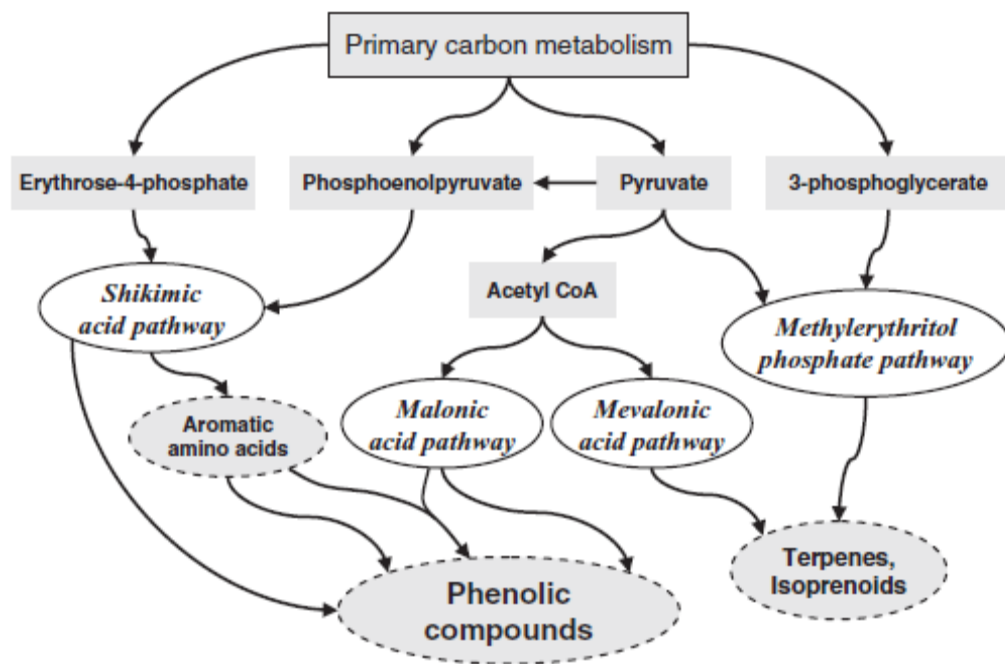 Primary carbon metabolism
Erythrose-4-phosphate
Phosphoenolpyruvate
Pyruvate
3-phosphoglycerate
Shikimic
acid pathway
Acetyl CoA
Methylerythritol
phosphate pathway
Aromatic
amino acids
Malonic
acid pathway
Mevalonic
acid pathway
Terpenes,
Isoprenoids
Phenolic
compounds